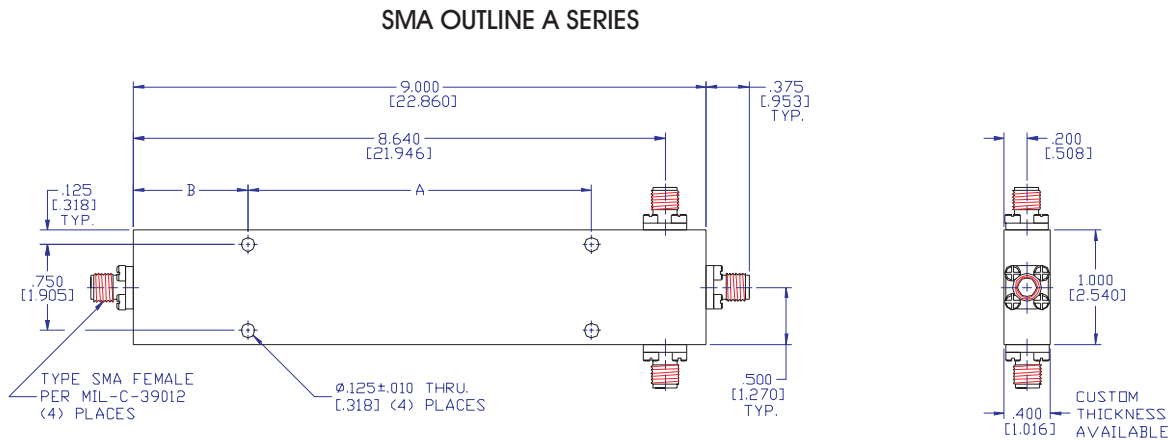 SMA OUTLINE A SERIES
9.000
[22.860]
.375
[.953]
TYP.
8.640
[21.946]
.200
[.508]
.125
[.318]
TYP.
B
A
.750
[1.905]
1.000
[2.540]
TYPE SMA FEMALE
PER MIL-C-39012
(4) PLACES
Ø.125±.010 THRU.
[.318] (4) PLACES
.500
[1.270]
TYP.
.400
[1.016]
CUSTOM
THICKNESS
AVAILABLE